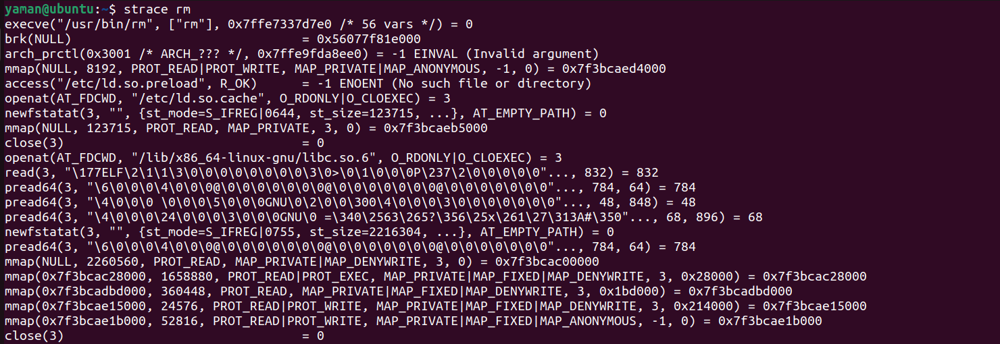 yaman@ubuntu:~$ strace rm
execve("/usr/bin/rm", ["rm"], 0x7ffe7337d7e0 /* 56 vars */) = 0
brk(NULL)                               = 0x56077f81e000
arch_prctl(0x3001 /* ARCH_??? */, 0x7ffe9fda8ee0) = -1 EINVAL (Invalid argument)
mmap(NULL, 8192, PROT_READ|PROT_WRITE, MAP_PRIVATE|MAP_ANONYMOUS, -1, 0) = 0x7f3bcaed4000
access("/etc/ld.so.preload", R_OK)      = -1 ENOENT (No such file or directory)
openat(AT_FDCWD, "/etc/ld.so.cache", O_RDONLY|O_CLOEXEC) = 3
newfstatat(3, "", {st_mode=S_IFREG|0644, st_size=123715, ...}, AT_EMPTY_PATH) = 0
mmap(NULL, 123715, PROT_READ, MAP_PRIVATE, 3, 0) = 0x7f3bcaeb5000
close(3)                                = 0
openat(AT_FDCWD, "/lib/x86_64-linux-gnu/libc.so.6", O_RDONLY|O_CLOEXEC) = 3
read(3, "\177ELF\2\1\1\3\0\0\0\0\0\0\0\0\3\0>\0\1\0\0\0P\237\2\0\0\0\0\0"..., 832) = 832
pread64(3, "\6\0\0\0\4\0\0\0@\0\0\0\0\0\0\0@\0\0\0\0\0\0\0@\0\0\0\0\0\0\0"..., 784, 64) = 784
pread64(3, "\4\0\0\0 \0\0\0\5\0\0\0GNU\0\2\0\0\300\4\0\0\0\3\0\0\0\0\0\0\0"..., 48, 848) = 48
pread64(3, "\4\0\0\0\24\0\0\0\3\0\0\0GNU\0 =\340\2563\265?\356\25x\261\27\313A#\350"..., 68, 896) = 68
newfstatat(3, "", {st_mode=S_IFREG|0755, st_size=2216304, ...}, AT_EMPTY_PATH) = 0
pread64(3, "\6\0\0\0\4\0\0\0@\0\0\0\0\0\0\0@\0\0\0\0\0\0\0@\0\0\0\0\0\0\0"..., 784, 64) = 784
mmap(NULL, 2260560, PROT_READ, MAP_PRIVATE|MAP_DENYWRITE, 3, 0) = 0x7f3bcac00000
mmap(0x7f3bcac28000, 1658880, PROT_READ|PROT_EXEC, MAP_PRIVATE|MAP_FIXED|MAP_DENYWRITE, 3, 0x28000) = 0x7f3bcac28000
mmap(0x7f3bcadbd000, 360448, PROT_READ, MAP_PRIVATE|MAP_FIXED|MAP_DENYWRITE, 3, 0x1bd000) = 0x7f3bcadbd000
mmap(0x7f3bcae15000, 24576, PROT_READ|PROT_WRITE, MAP_PRIVATE|MAP_FIXED|MAP_DENYWRITE, 3, 0x214000) = 0x7f3bcae15000
mmap(0x7f3bcae1b000, 52816, PROT_READ|PROT_WRITE, MAP_PRIVATE|MAP_FIXED|MAP_ANONYMOUS, -1, 0) = 0x7f3bcae1b000
close(3)                                = 0